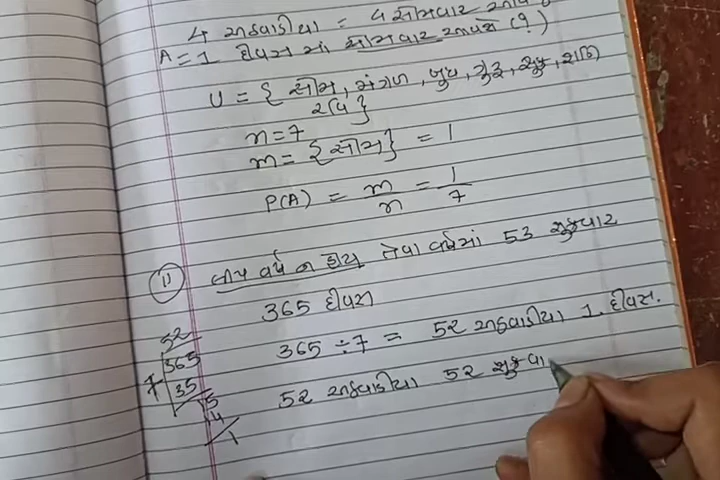 4 અઠવાડીયા = 4 સોમવાર
A = 1 દિવસ માં સોમવાર આવશે (?)
U = { સોમ, મંગળ, બુધ, ગુરૂ, શુક્ર, શનિ
રવિ }
n = 7
m = { સોમ } = 1
P(A) = m/n = 1/7
(11) લીપ વર્ષ ન હોય તેવા વર્ષમાં 53 શુક્રવાર
365 દીવસ
365 ÷ 7 = 52 અઠવાડીયા 1 દીવસ.
52
7 365
35
15
14
1
52 અઠવાડીયા 52 શુક્રવા